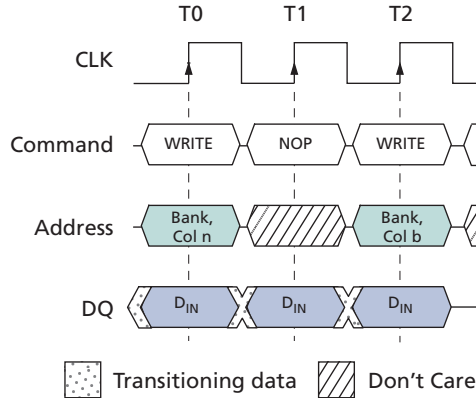 T0 T1 T2
CLK
Command WRITE NOP WRITE
Address Bank, Col n Bank, Col b
DQ DIN DIN DIN
Transitioning data Don't Care